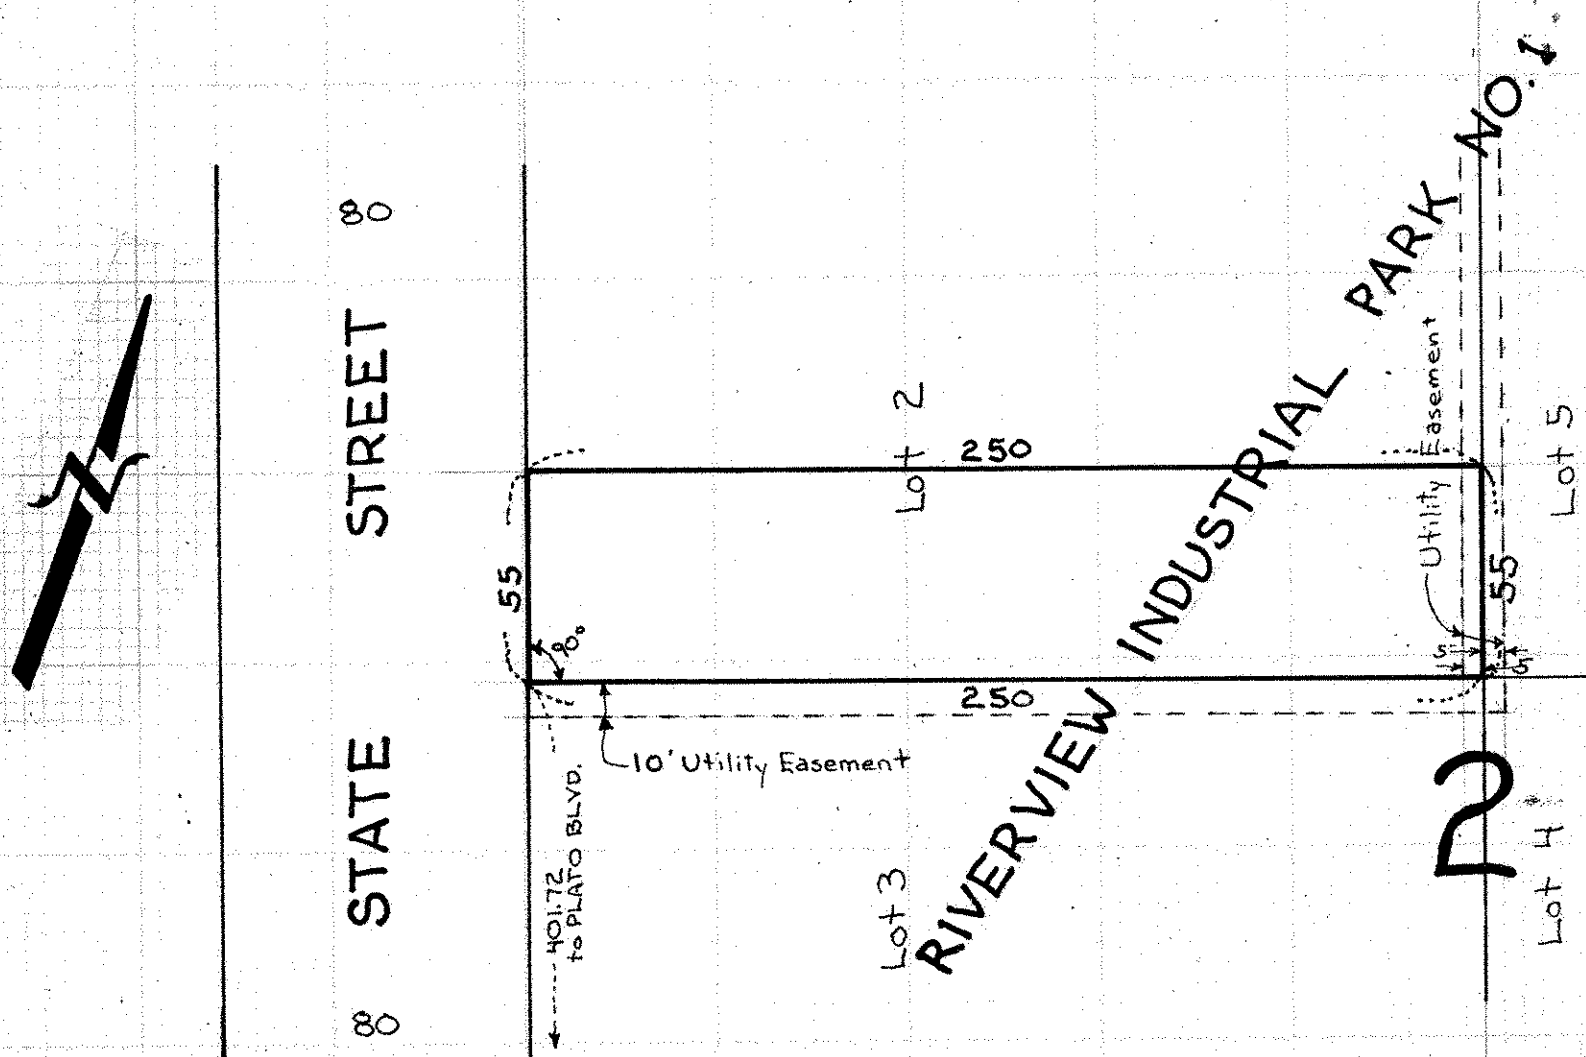 80
STATE STREET
80
N
Lot 2
250
55
55
90°
250
10' Utility Easement
401.72
to PLATO BLVD.
Lot 3
RIVERVIEW INDUSTRIAL PARK NO. 1
Utility Easement
5
5
Lot 5
2
Lot 4